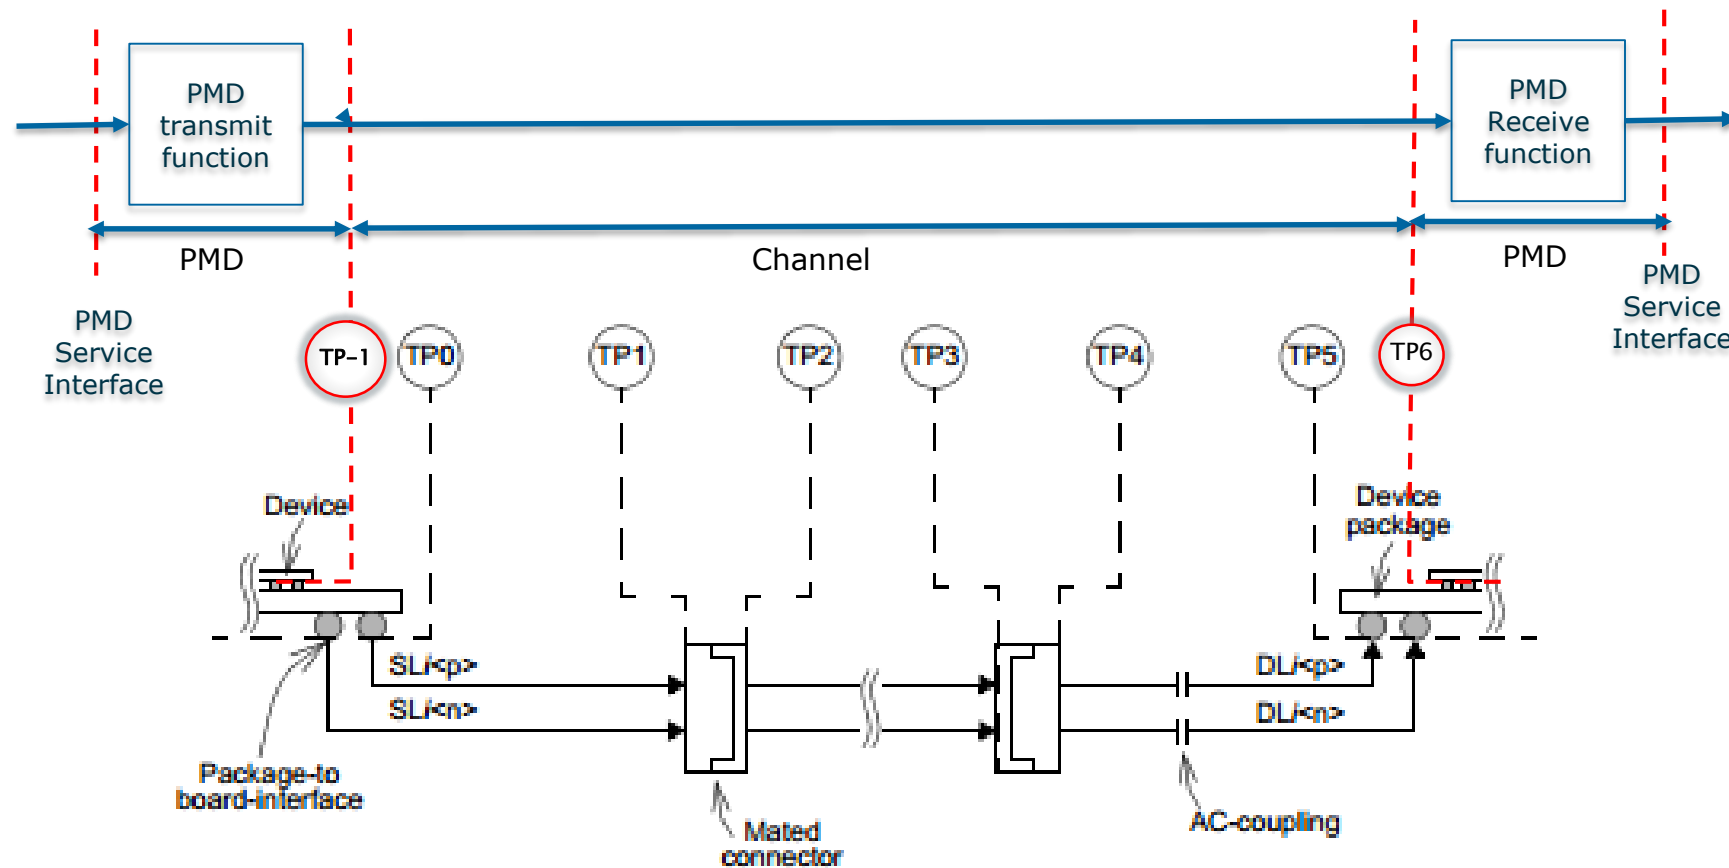 PMD
transmit
function
PMD
Receive
function
PMD
Channel
PMD
PMD
Service
Interface
PMD
Service
Interface
TP-1
TP0
TP1
TP2
TP3
TP4
TP5
TP6
Device
Device
package
SLi<p>
SLi<n>
DLi<p>
DLi<n>
Package-to
board-interface
Mated
connector
AC-coupling